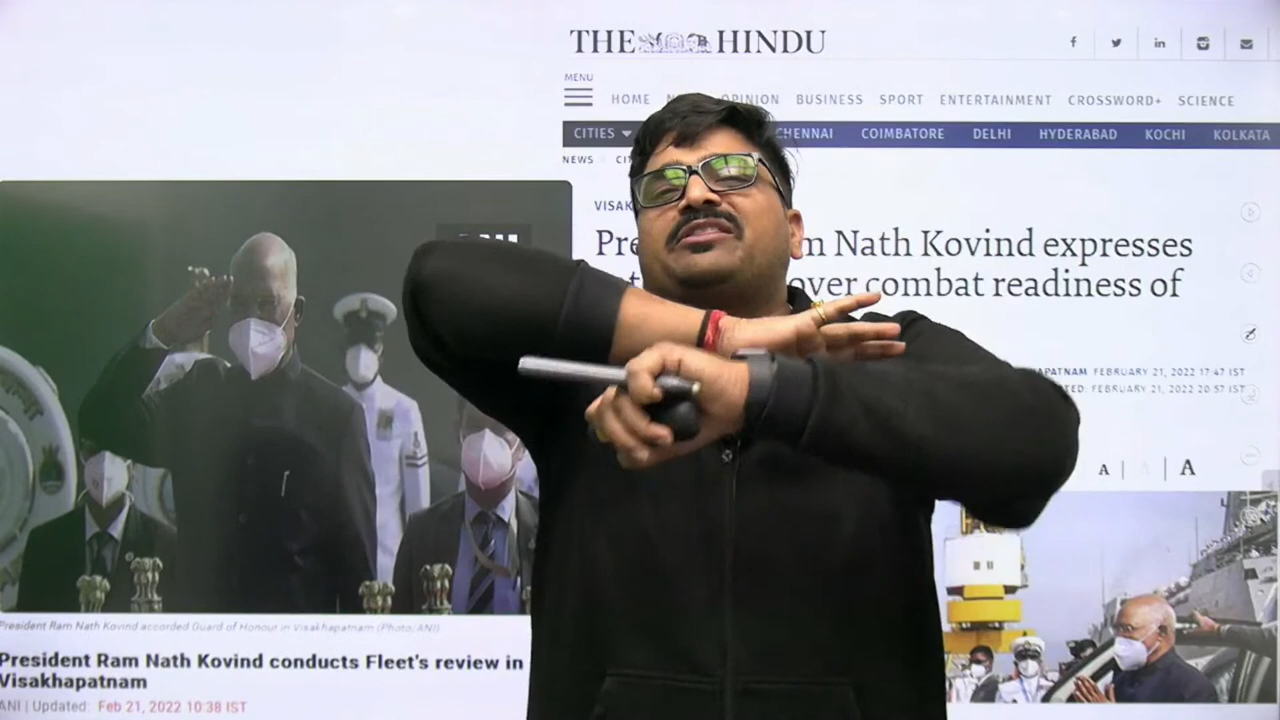 THE HINDU
MENU
HOME OPINION BUSINESS SPORT ENTERTAINMENT CROSSWORD+ SCIENCE
CITIES CHENNAI COIMBATORE DELHI HYDERABAD KOCHI KOLKATA
NEWS
Nath Kovind expresses
over combat readiness of
FEBRUARY 21, 2022 17:47 IST
FEBRUARY 21, 2022 20:57 IST
A A
President Ram Nath Kovind accorded Guard of Honour in Visakhapatnam (Photo/ANI)
President Ram Nath Kovind conducts Fleet's review in
Visakhapatnam
ANI | Updated: Feb 21, 2022 10:38 IST